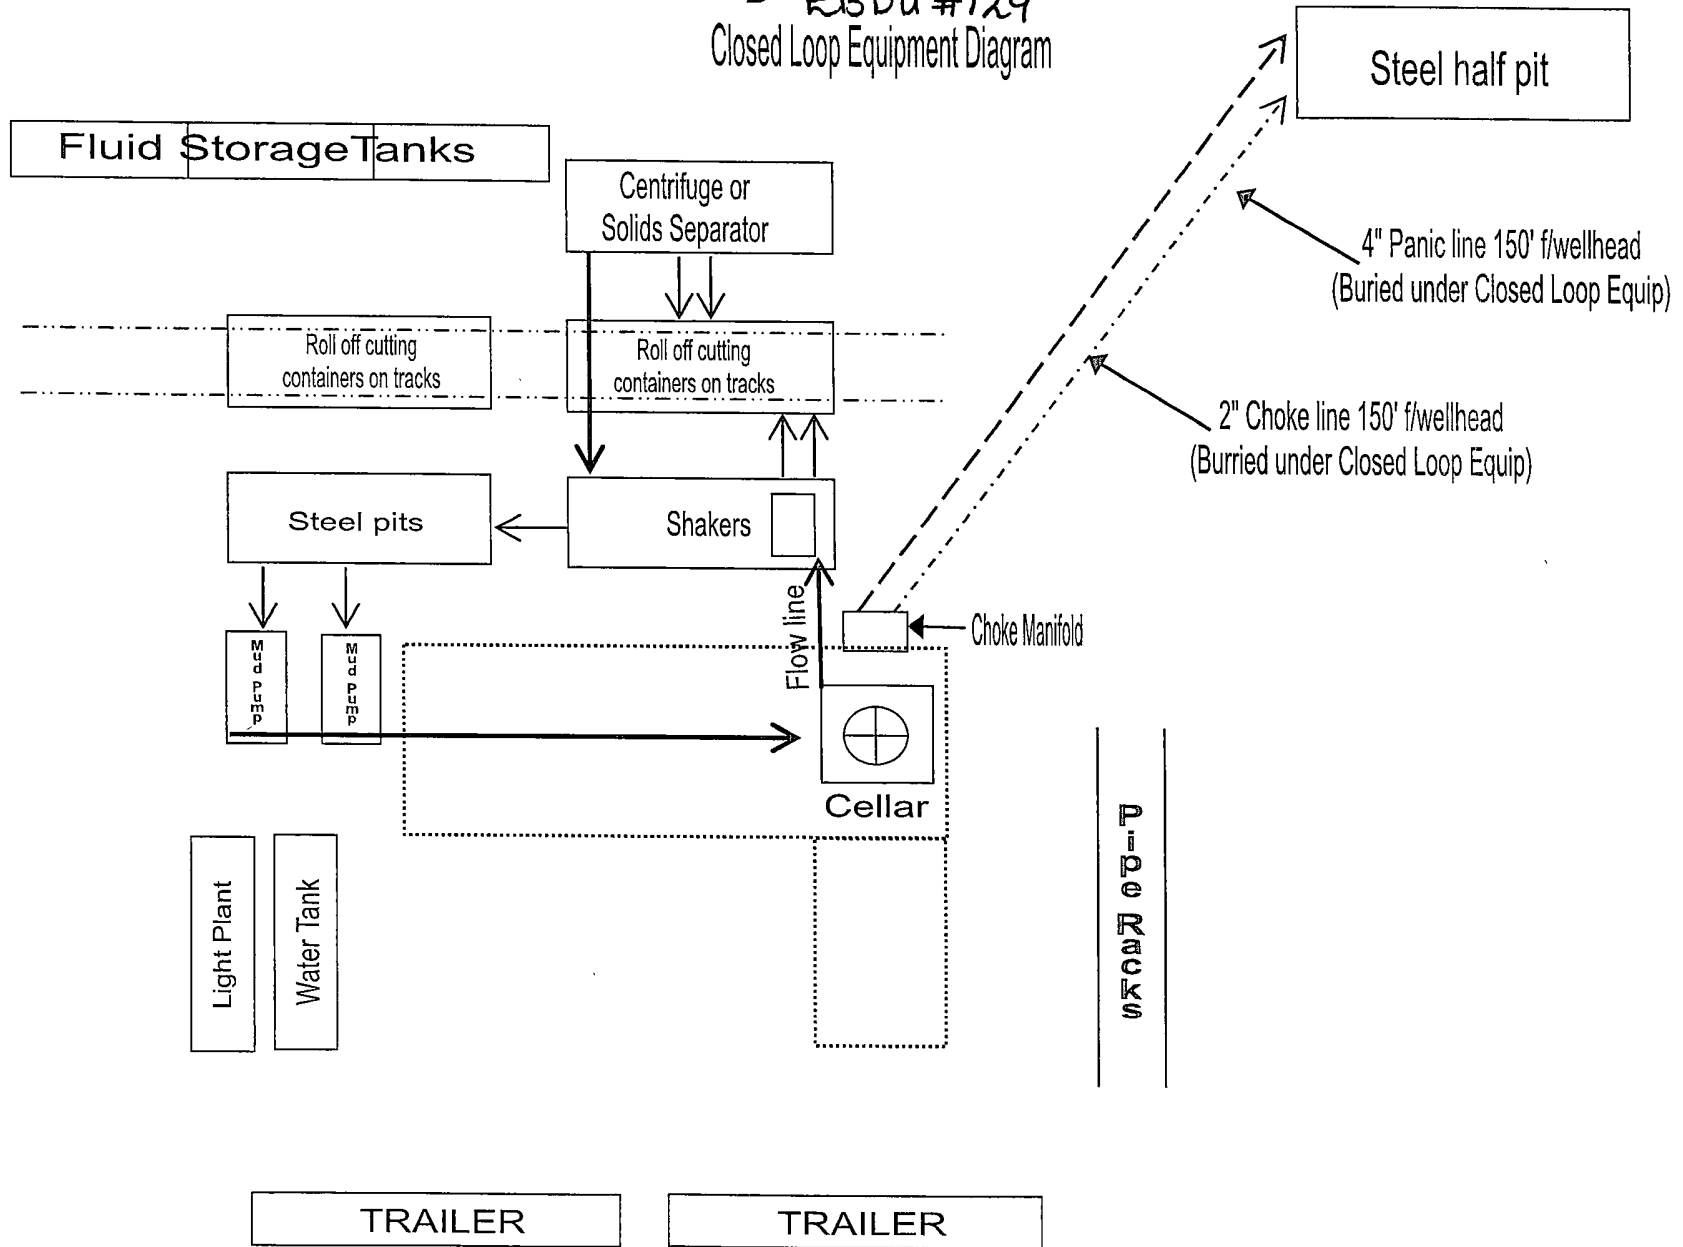 #129
Closed Loop Equipment Diagram
Steel half pit
Fluid StorageTanks
Centrifuge or
Solids Separator
4" Panic line 150' f/wellhead
(Buried under Closed Loop Equip)
Roll off cutting
containers on tracks
Roll off cutting
containers on tracks
2" Choke line 150' f/wellhead
(Burried under Closed Loop Equip)
Steel pits
Shakers
Flow line
Choke Manifold
Mud Pump
Mud Pump
Cellar
Pipe Racks
Light Plant
Water Tank
TRAILER
TRAILER